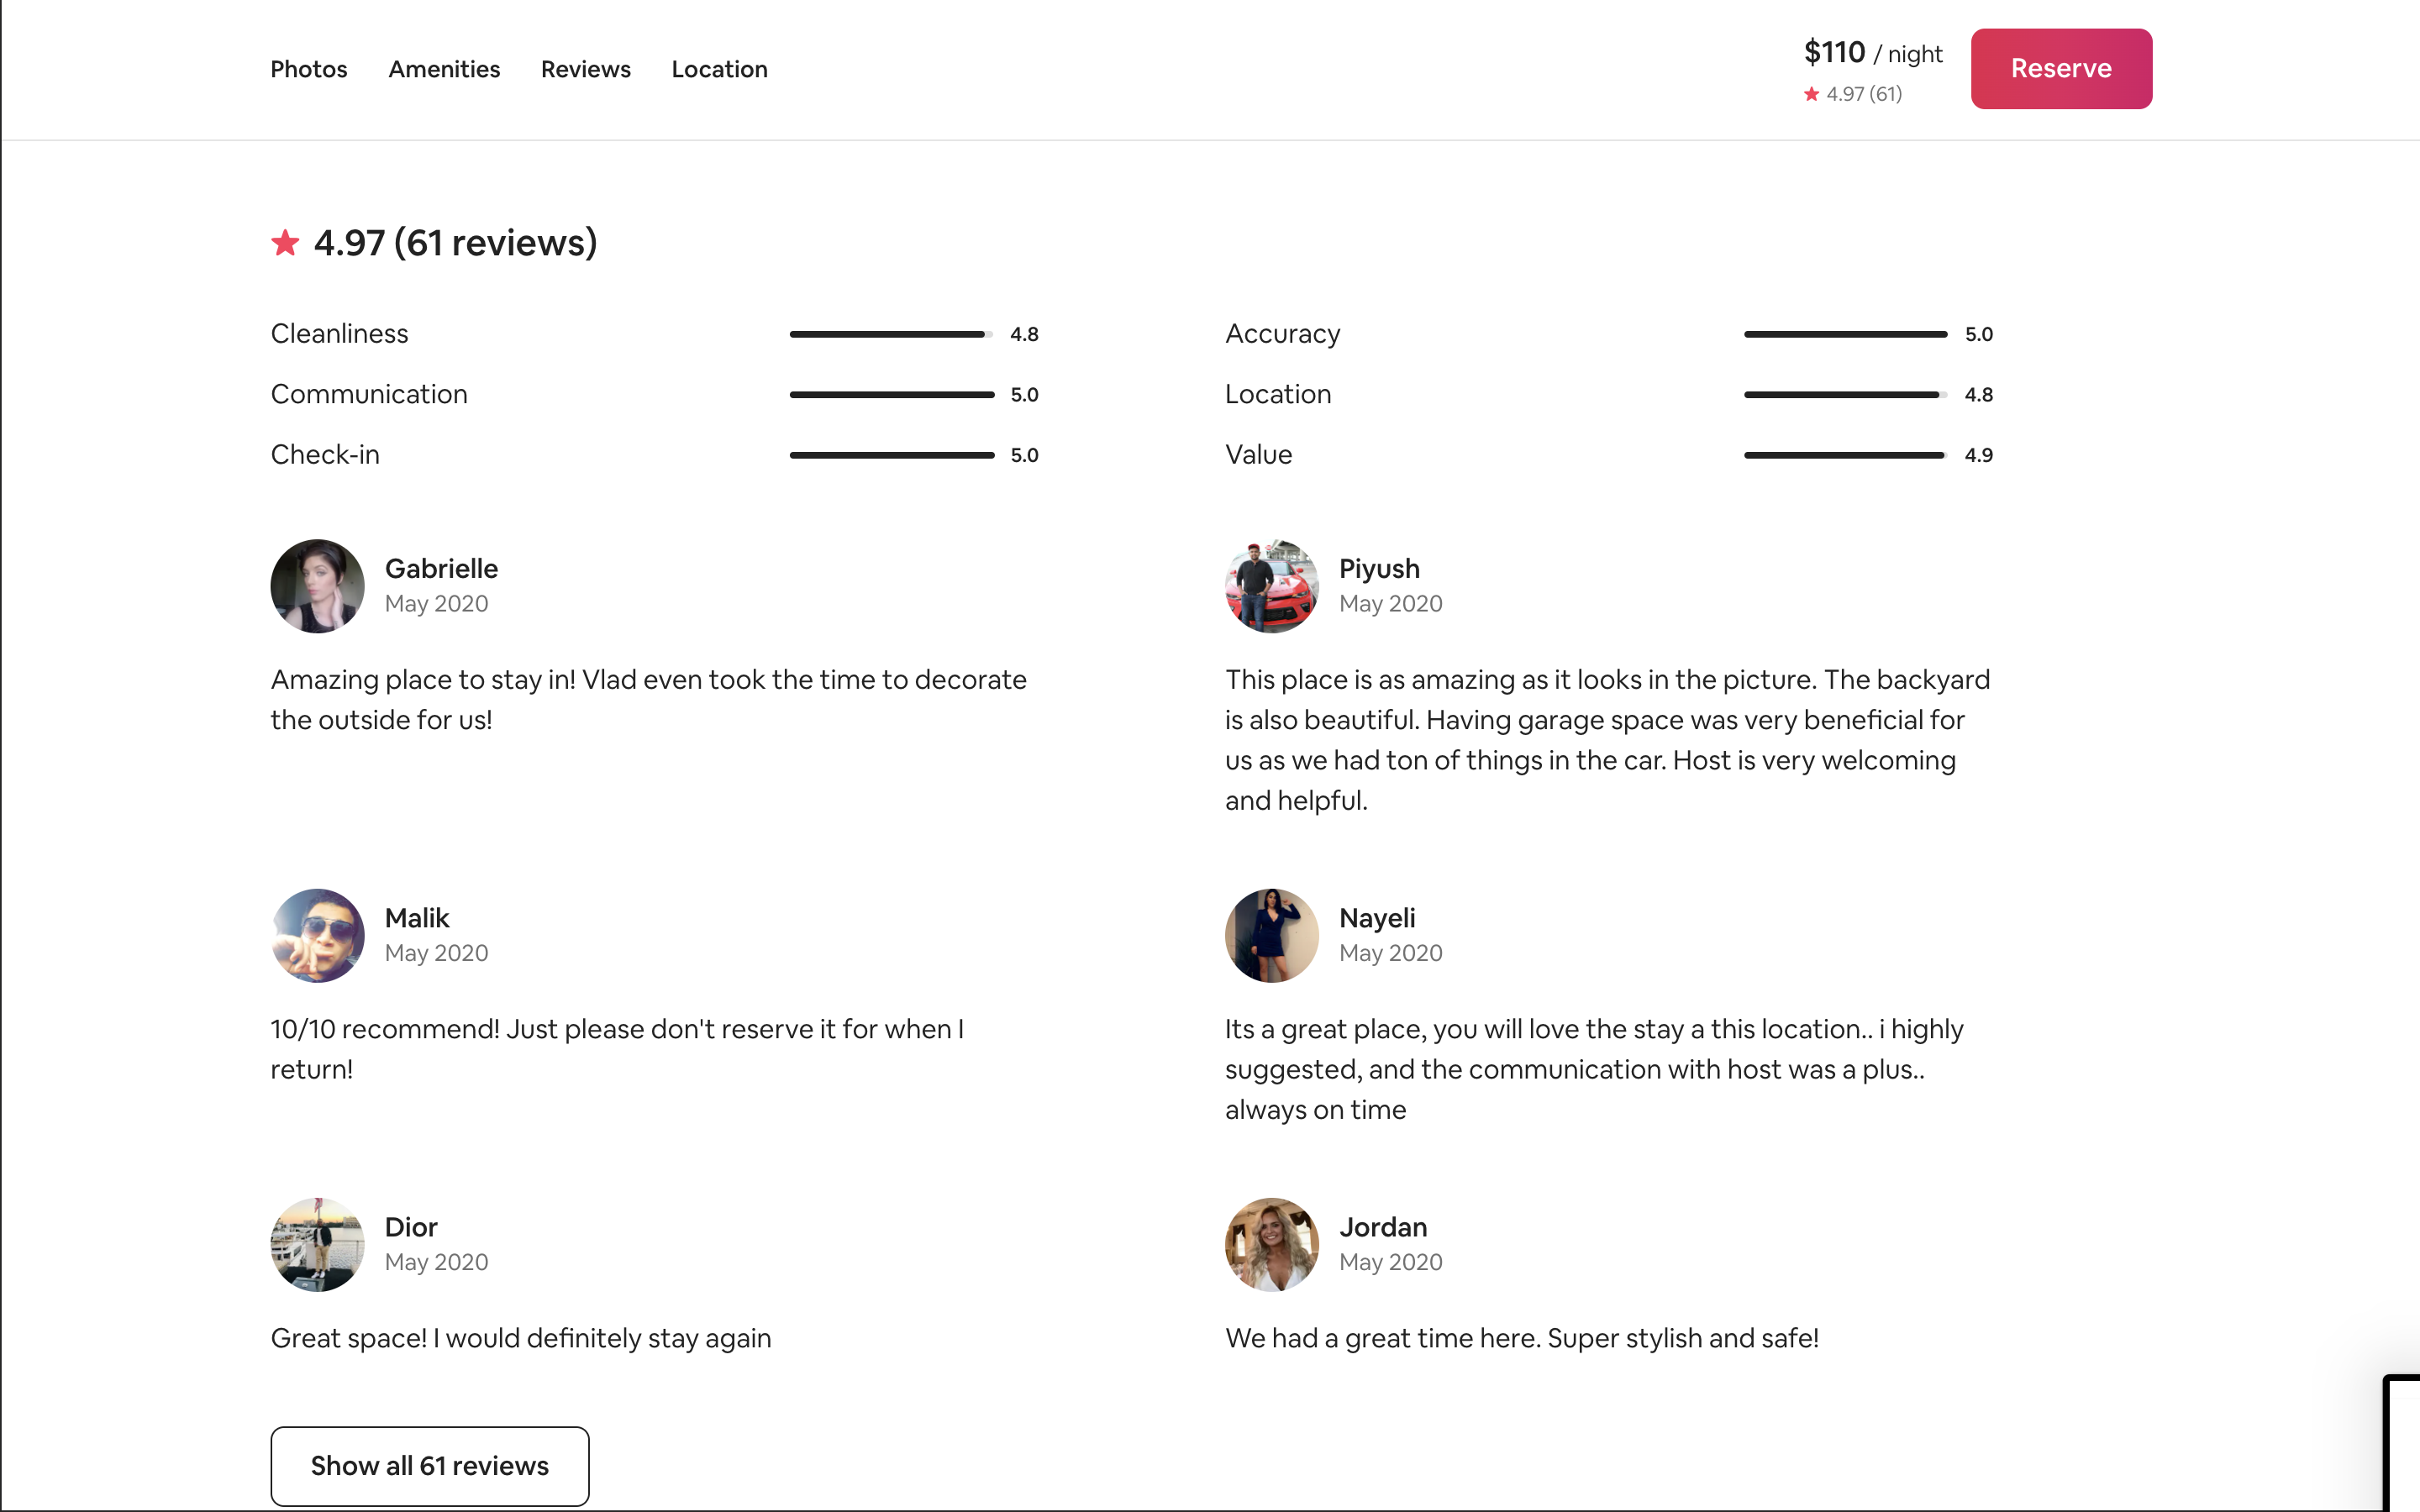 Photos Amenities Reviews Location
$110 / night
4.97 (61)
Reserve
4.97 (61 reviews)
Cleanliness 4.8
Accuracy 5.0
Communication 5.0
Location 4.8
Check-in 5.0
Value 4.9
Gabrielle
May 2020
Amazing place to stay in! Vlad even took the time to decorate
the outside for us!
Piyush
May 2020
This place is as amazing as it looks in the picture. The backyard
is also beautiful. Having garage space was very beneficial for
us as we had ton of things in the car. Host is very welcoming
and helpful.
Malik
May 2020
10/10 recommend! Just please don't reserve it for when I
return!
Nayeli
May 2020
Its a great place, you will love the stay a this location.. i highly
suggested, and the communication with host was a plus..
always on time
Dior
May 2020
Great space! I would definitely stay again
Jordan
May 2020
We had a great time here. Super stylish and safe!
Show all 61 reviews